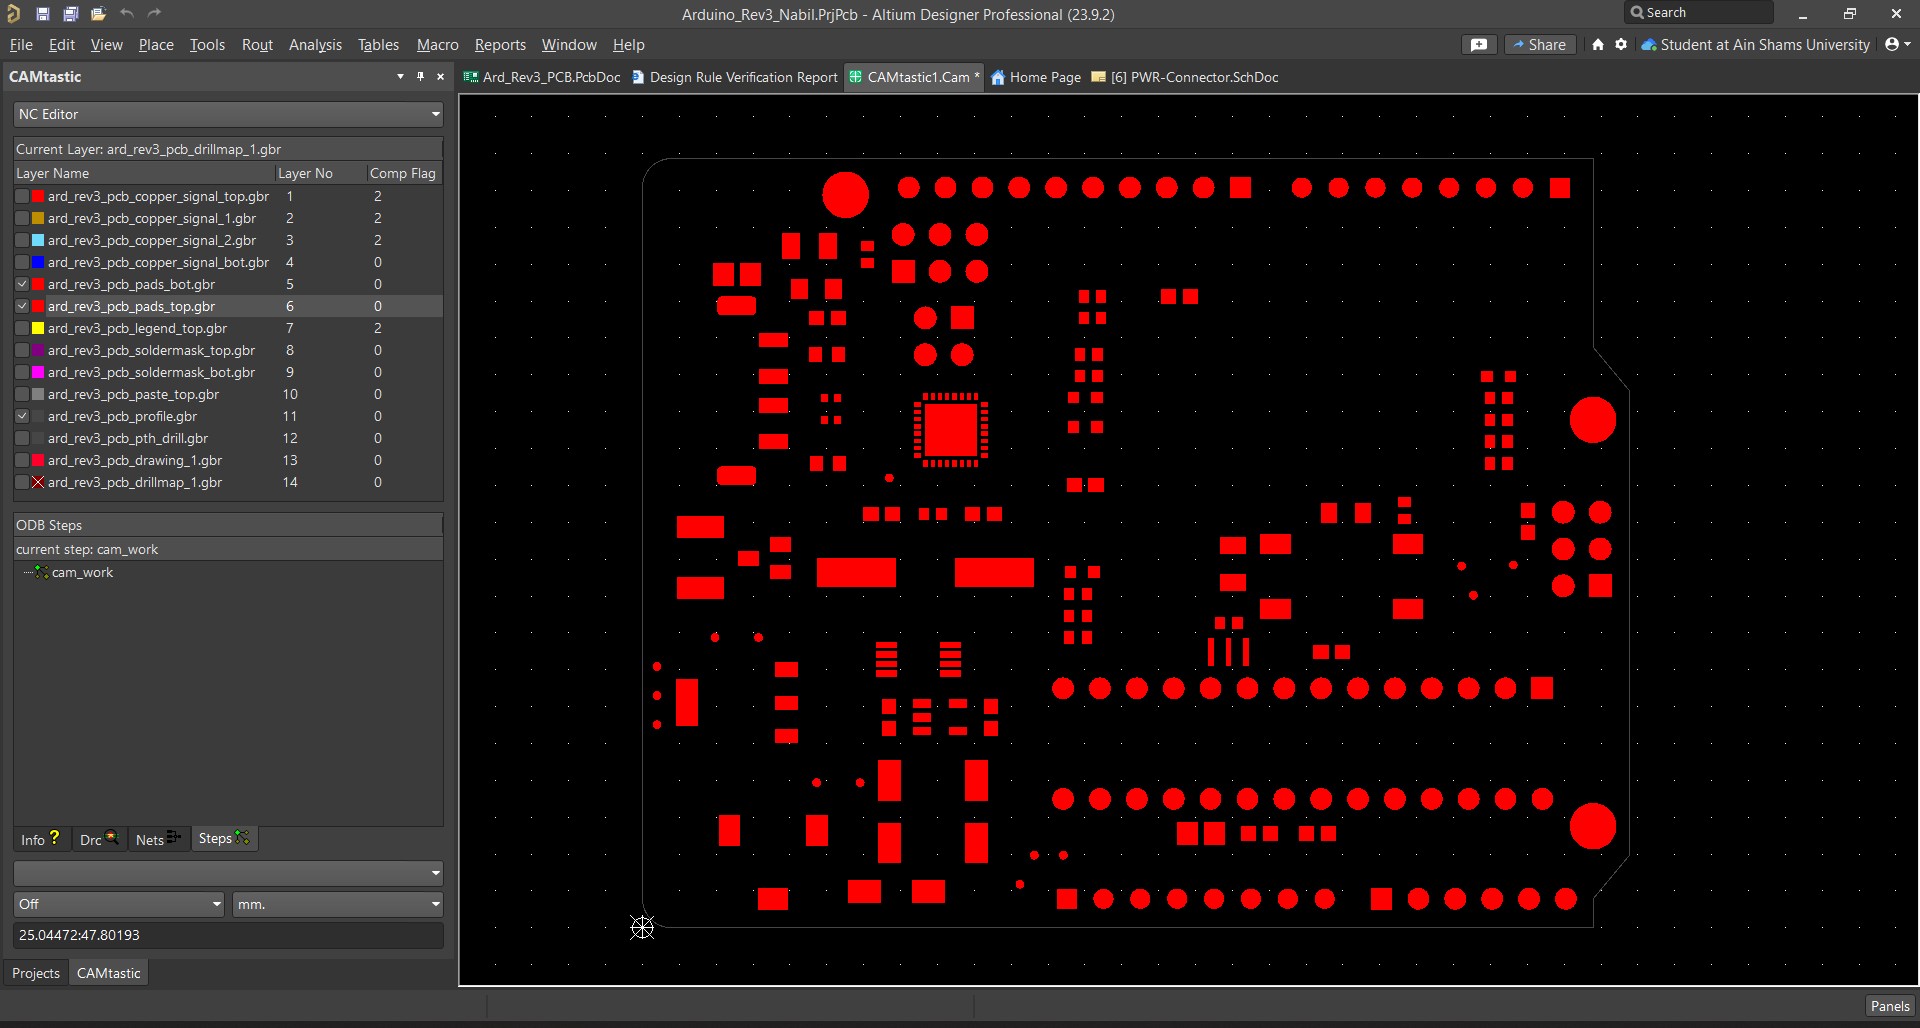 Arduino_Rev3_Nabil.PrjPcb - Altium Designer Professional (23.9.2)
Search
File Edit View Place Tools Rout Analysis Tables Macro Reports Window Help
Share
Student at Ain Shams University
CAMtastic
Ard_Rev3_PCB.PcbDoc
Design Rule Verification Report
CAMtastic1.Cam *
Home Page
[6] PWR-Connector.SchDoc
NC Editor
Current Layer: ard_rev3_pcb_drillmap_1.gbr
Layer Name Layer No Comp Flag
ard_rev3_pcb_copper_signal_top.gbr 1 2
ard_rev3_pcb_copper_signal_1.gbr 2 2
ard_rev3_pcb_copper_signal_2.gbr 3 2
ard_rev3_pcb_copper_signal_bot.gbr 4 0
ard_rev3_pcb_pads_bot.gbr 5 0
ard_rev3_pcb_pads_top.gbr 6 0
ard_rev3_pcb_legend_top.gbr 7 2
ard_rev3_pcb_soldermask_top.gbr 8 0
ard_rev3_pcb_soldermask_bot.gbr 9 0
ard_rev3_pcb_paste_top.gbr 10 0
ard_rev3_pcb_profile.gbr 11 0
ard_rev3_pcb_pth_drill.gbr 12 0
ard_rev3_pcb_drawing_1.gbr 13 0
ard_rev3_pcb_drillmap_1.gbr 14 0
ODB Steps
current step: cam_work
cam_work
Info ? Drc Nets Steps
Off mm.
25.04472:47.80193
Projects CAMtastic
Panels